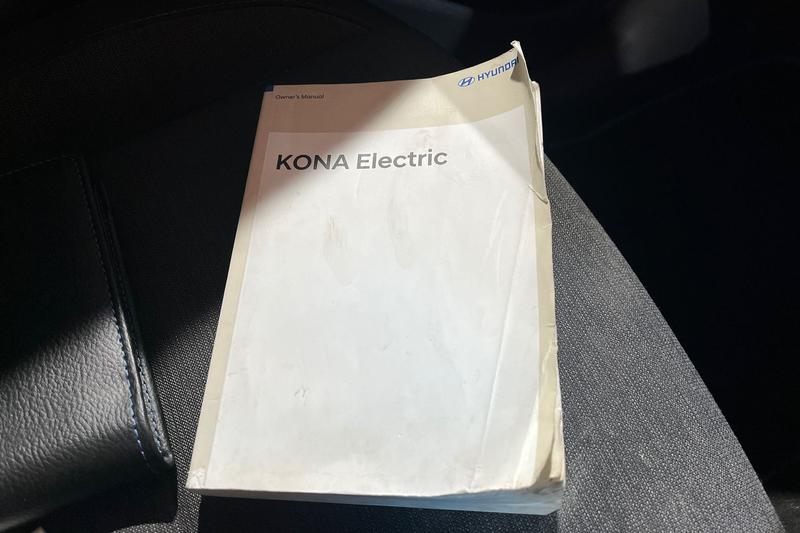 HYUNDAI
Owner's Manual
KONA Electric